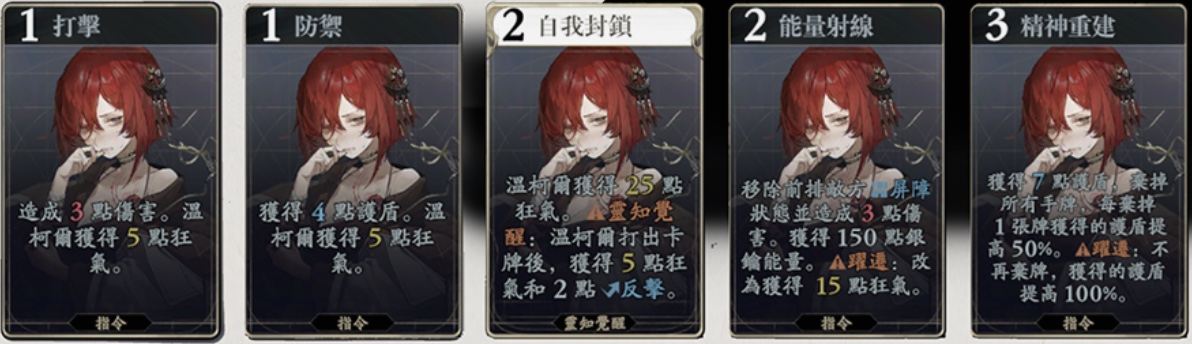 1 打擊
造成 3 點傷害。溫
柯爾獲得 5 點狂
氣。
指令
1 防禦
獲得 4 點護盾。溫
柯爾獲得 5 點狂
氣。
指令
2 自我封鎖
溫柯爾獲得 25 點
狂氣。靈知覺
醒：溫柯爾打出卡
牌後，獲得 5 點狂
氣和 2 點反擊。
靈知覺醒
2 能量射線
移除前排敵方屏障
狀態並造成 3 點傷
害。獲得 150 點銀
鑰能量。躍遷：改
為獲得 15 點狂氣。
指令
3 精神重建
獲得 7 點護盾，棄掉
所有手牌，每棄掉
1 張牌獲得的護盾提
高 50%。躍遷：不
再棄牌，獲得的護盾
提高 100%。
指令